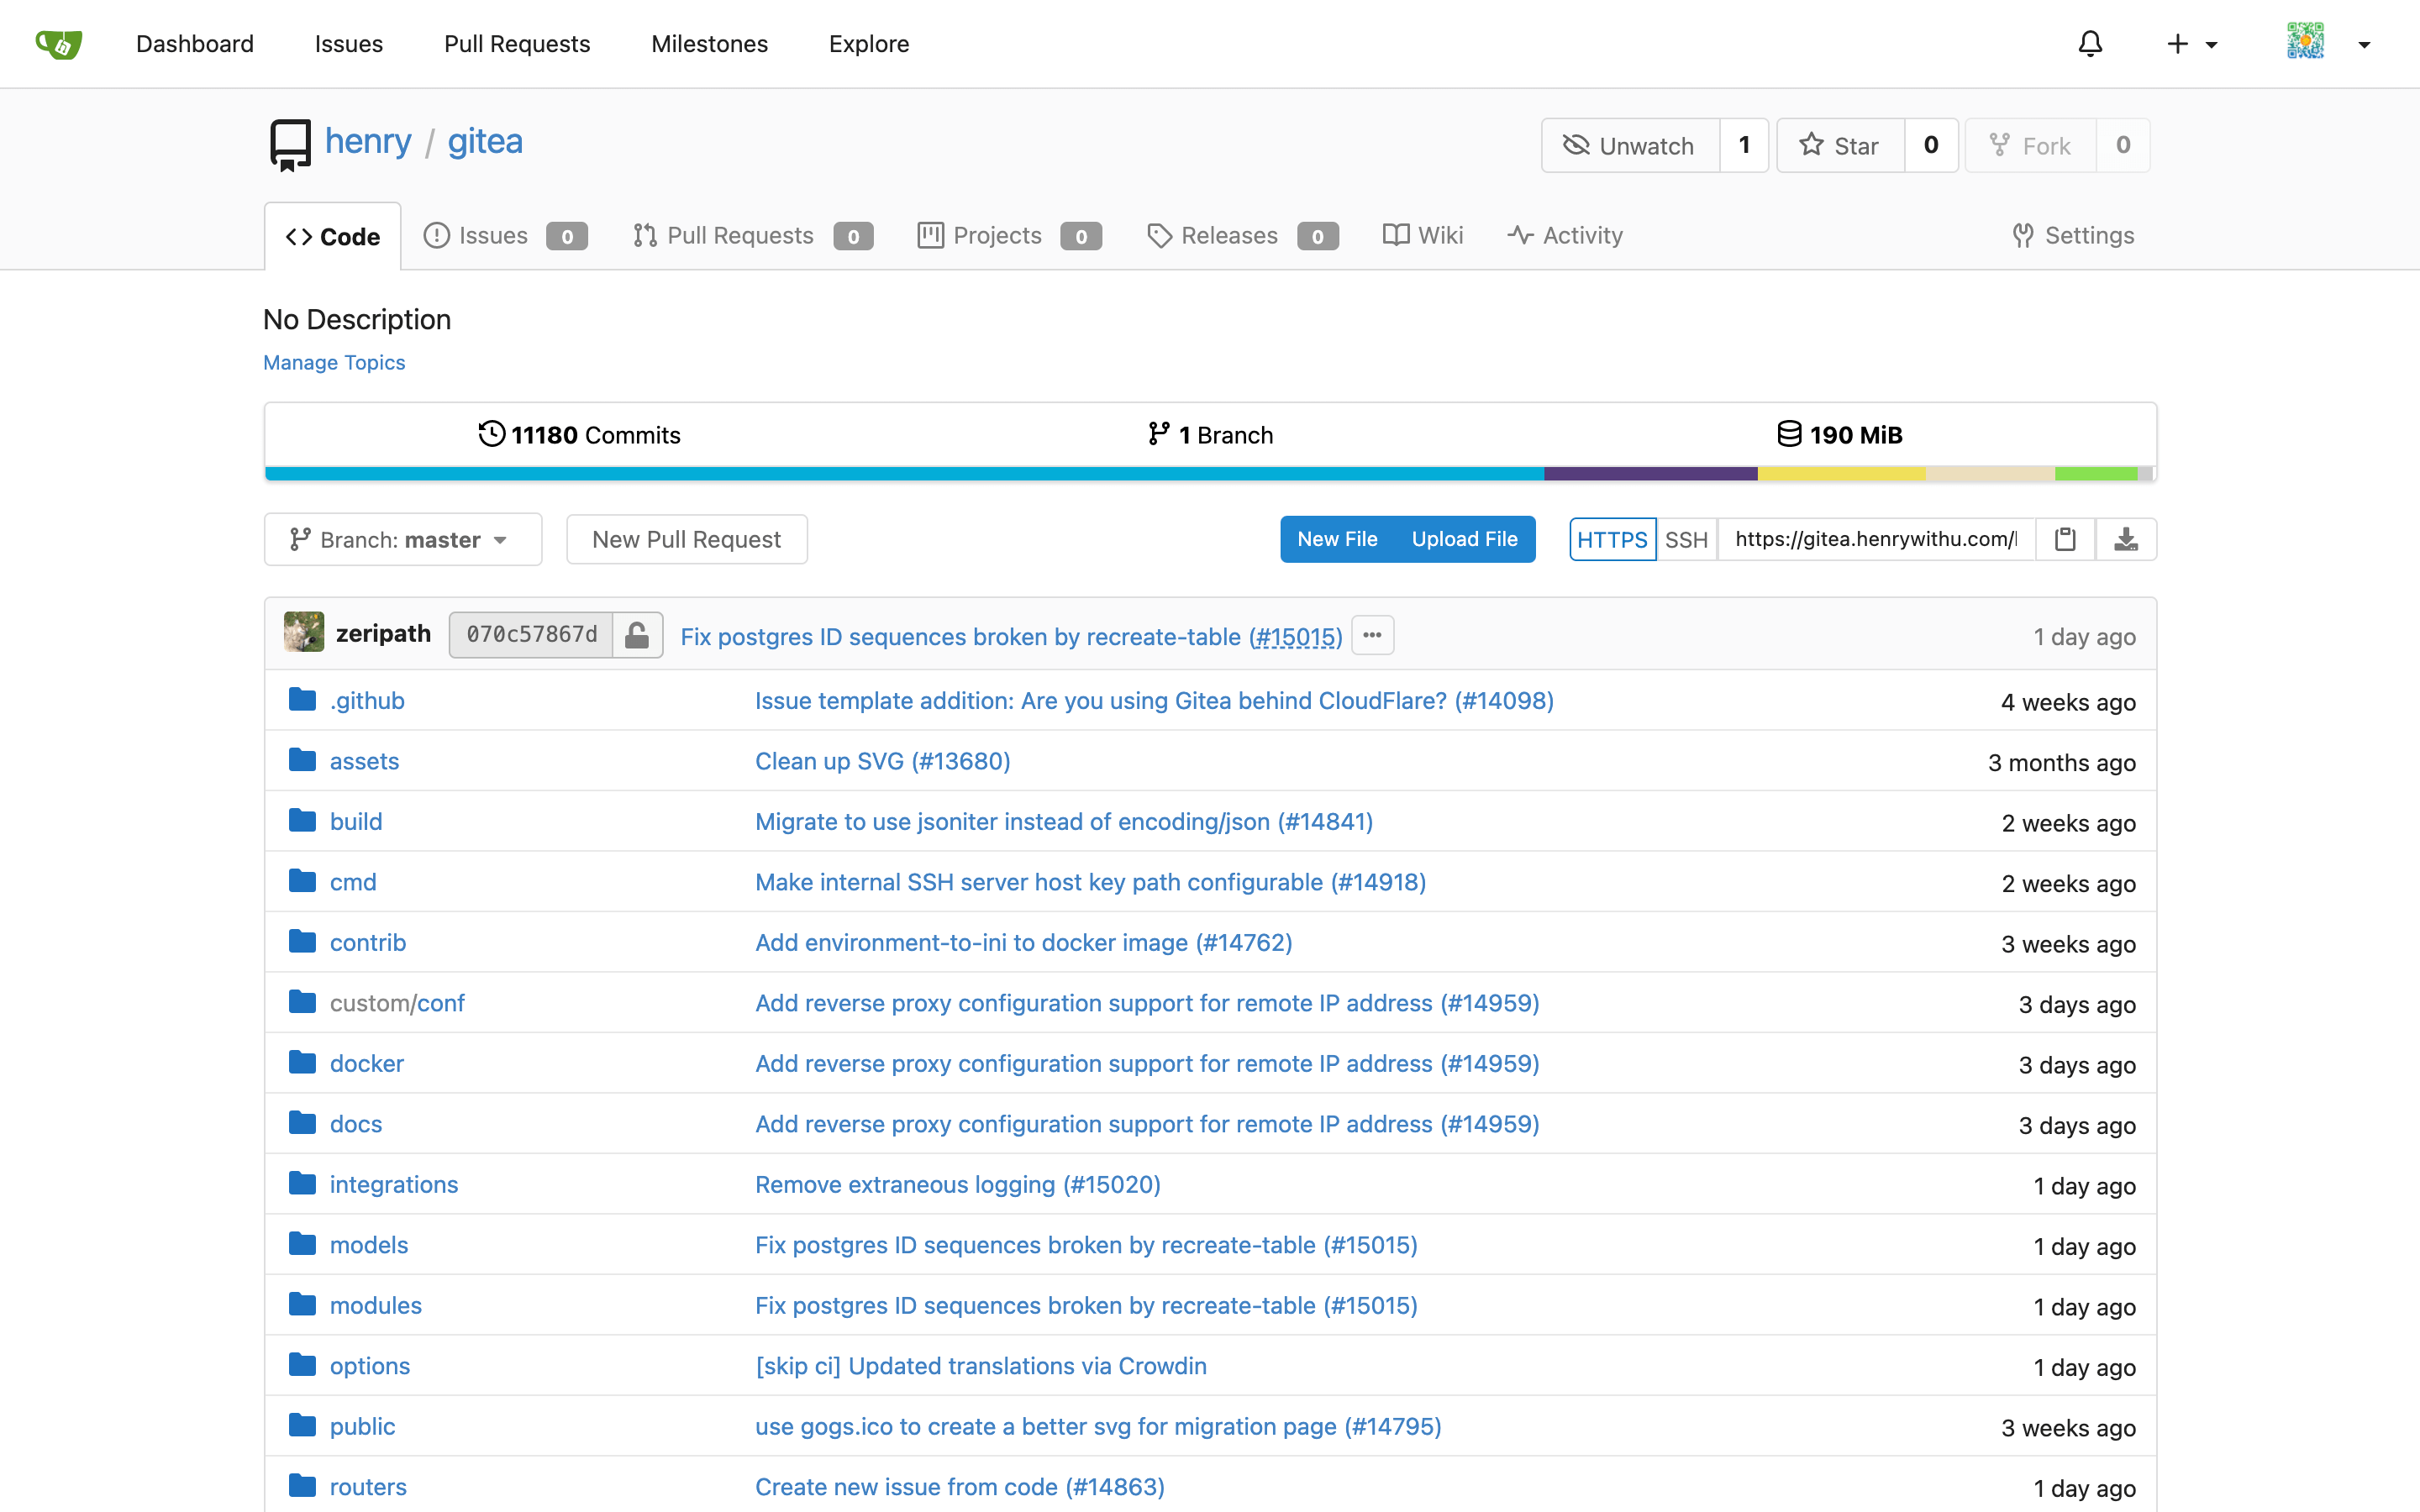 Dashboard Issues Pull Requests Milestones Explore
henry / gitea Unwatch 1 Star 0 Fork 0
Code Issues 0 Pull Requests 0 Projects 0 Releases 0 Wiki Activity Settings
No Description
Manage Topics
11180 Commits 1 Branch 190 MiB
Branch: master New Pull Request New File Upload File HTTPS SSH https://gitea.henrywithu.com/
zeripath 070c57867d Fix postgres ID sequences broken by recreate-table (#15015) ... 1 day ago
.github Issue template addition: Are you using Gitea behind CloudFlare? (#14098) 4 weeks ago
assets Clean up SVG (#13680) 3 months ago
build Migrate to use jsoniter instead of encoding/json (#14841) 2 weeks ago
cmd Make internal SSH server host key path configurable (#14918) 2 weeks ago
contrib Add environment-to-ini to docker image (#14762) 3 weeks ago
custom/conf Add reverse proxy configuration support for remote IP address (#14959) 3 days ago
docker Add reverse proxy configuration support for remote IP address (#14959) 3 days ago
docs Add reverse proxy configuration support for remote IP address (#14959) 3 days ago
integrations Remove extraneous logging (#15020) 1 day ago
models Fix postgres ID sequences broken by recreate-table (#15015) 1 day ago
modules Fix postgres ID sequences broken by recreate-table (#15015) 1 day ago
options [skip ci] Updated translations via Crowdin 1 day ago
public use gogs.ico to create a better svg for migration page (#14795) 3 weeks ago
routers Create new issue from code (#14863) 1 day ago